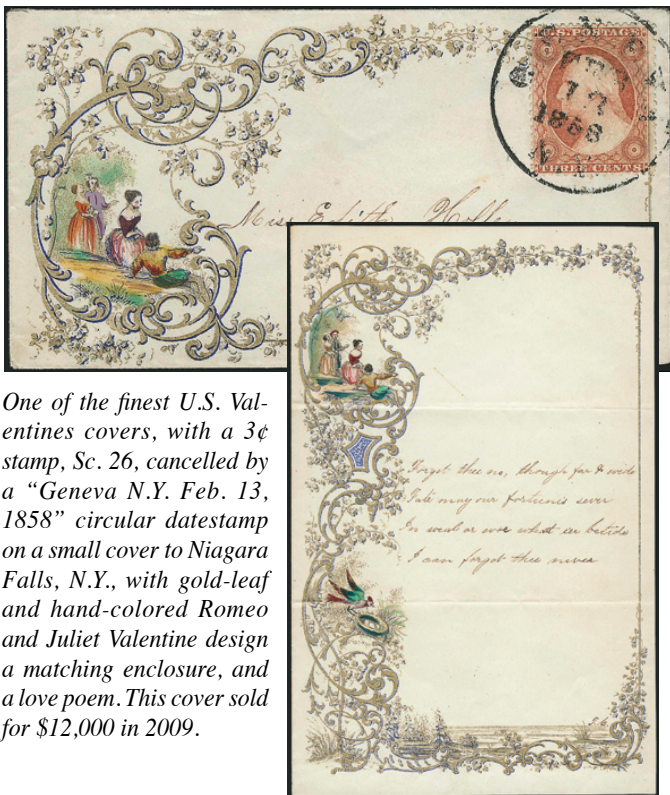 U.S. POSTAGE
1858
THREE CENTS
Miss Edith
Forget thee no, though far & wide
Fate may our fortunes sever
In weal or woe what ere betide
I can forget thee never
One of the finest U.S. Val-
entines covers, with a 3¢
stamp, Sc. 26, cancelled by
a “Geneva N.Y. Feb. 13,
1858” circular datestamp
on a small cover to Niagara
Falls, N.Y., with gold-leaf
and hand-colored Romeo
and Juliet Valentine design
a matching enclosure, and
a love poem. This cover sold
for $12,000 in 2009.